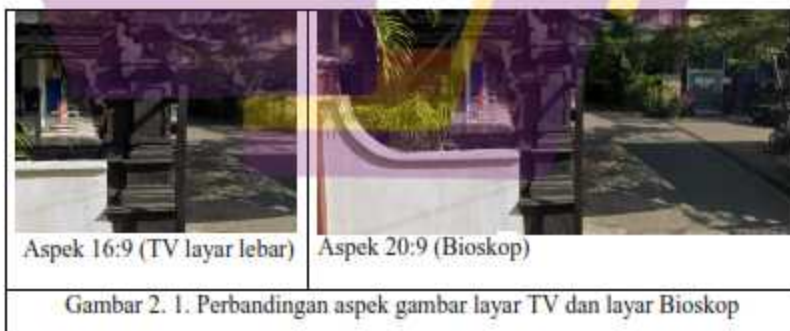 Aspek 16:9 (TV layar lebar)
Aspek 20:9 (Bioskop)
Gambar 2. 1. Perbandingan aspek gambar layar TV dan layar Bioskop